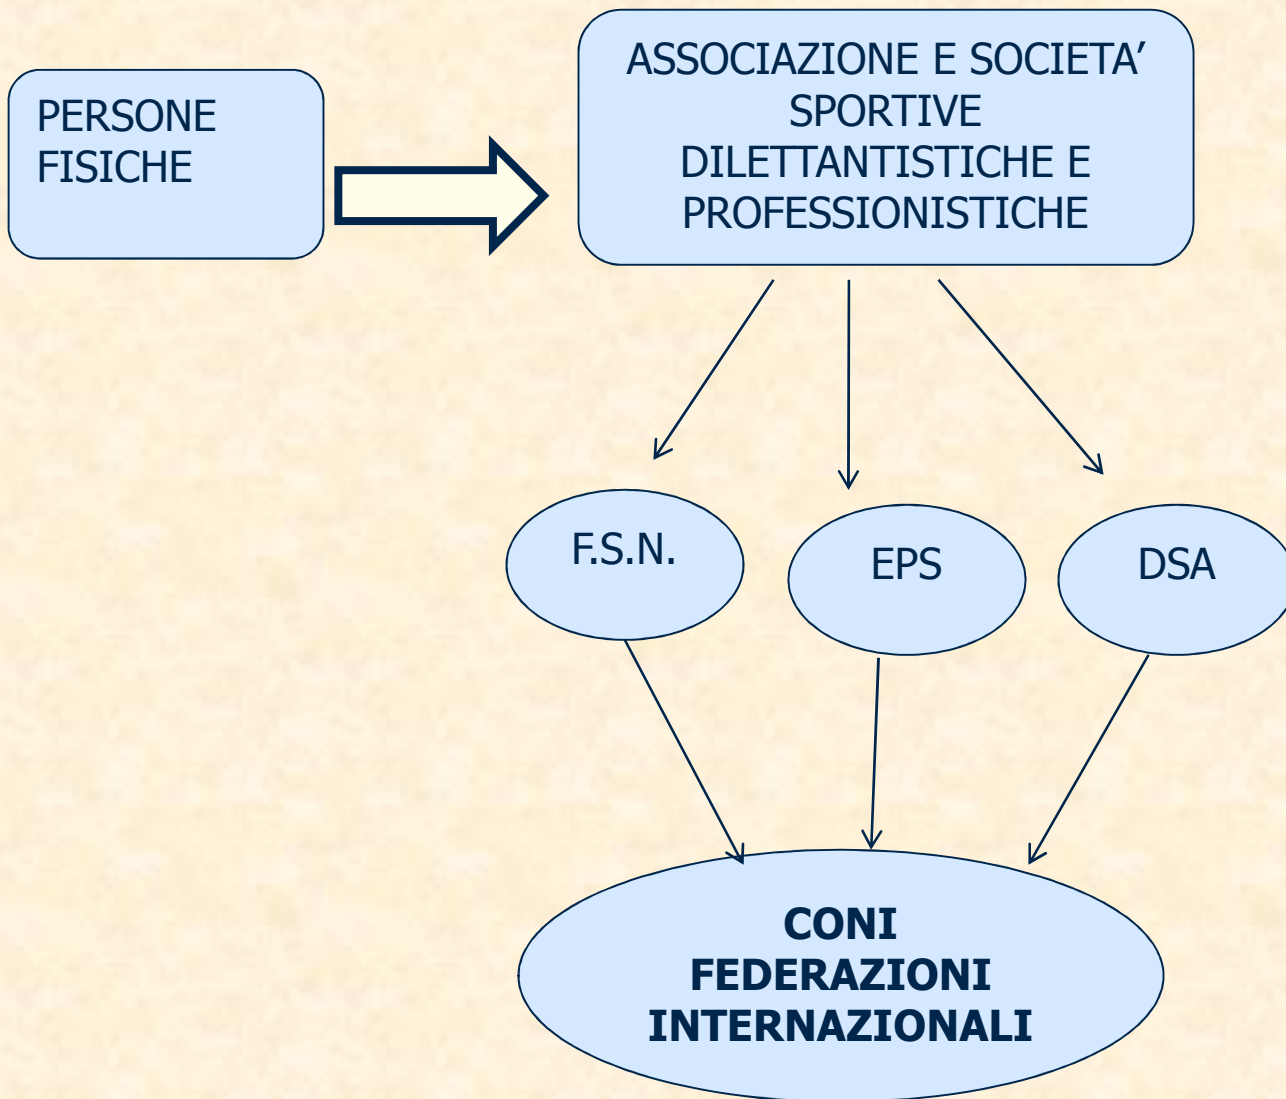 PERSONE
FISICHE
ASSOCIAZIONE E SOCIETA’
SPORTIVE
DILETTANTISTICHE E
PROFESSIONISTICHE
F.S.N.
EPS
DSA
CONI
FEDERAZIONI
INTERNAZIONALI